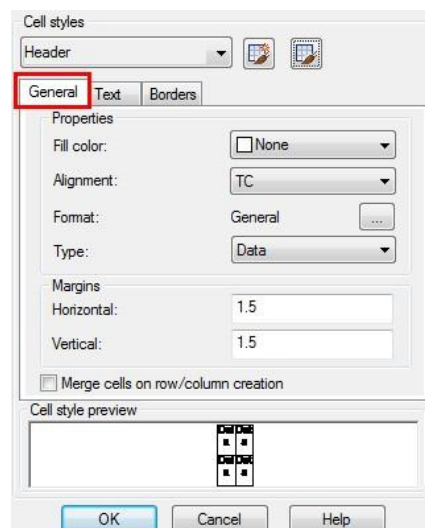 Cell styles
Header
General Text Borders
Properties
Fill color: None
Alignment: TC
Format: General ...
Type: Data
Margins
Horizontal: 1.5
Vertical: 1.5
Merge cells on row/column creation
Cell style preview
OK Cancel Help